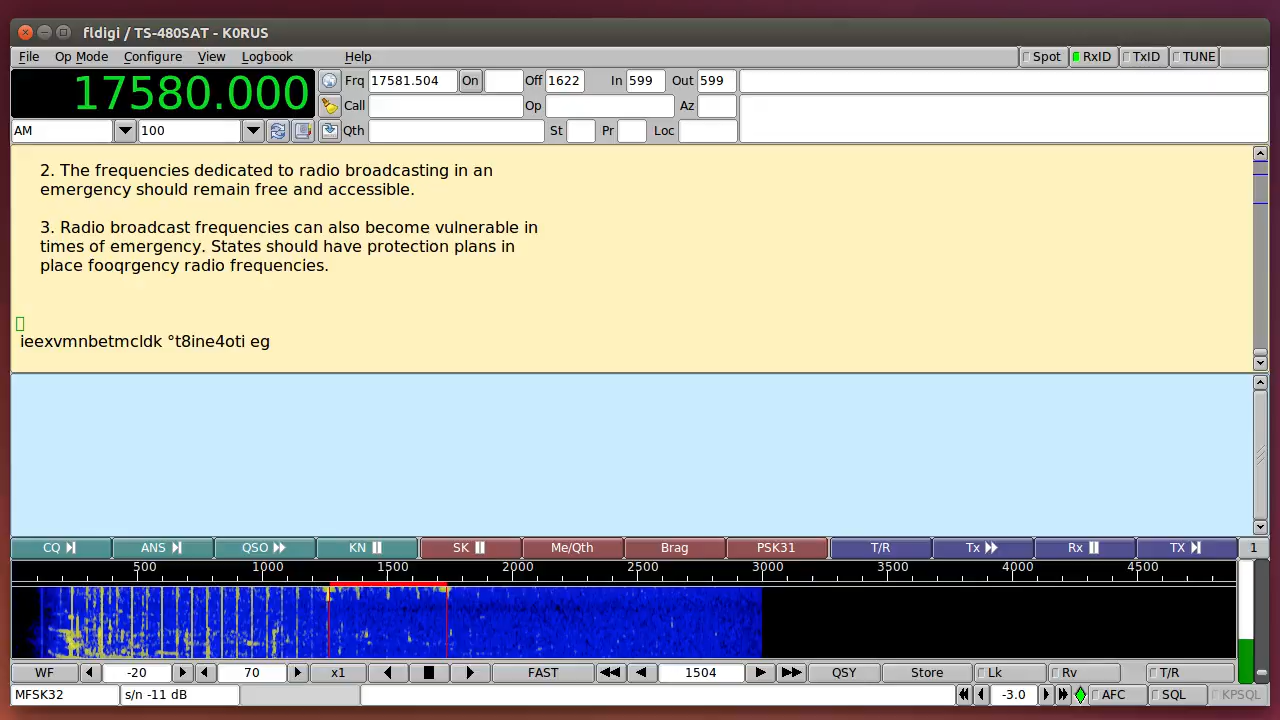 fldigi / TS-480SAT - K0RUS
File Op Mode Configure View Logbook Help Spot RxID TxID TUNE
17580.000 Frq 17581.504 On Off 1622 In 599 Out 599
Call Op Az
AM 100 Qth St Pr Loc
2. The frequencies dedicated to radio broadcasting in an
emergency should remain free and accessible.
3. Radio broadcast frequencies can also become vulnerable in
times of emergency. States should have protection plans in
place fooqrgency radio frequencies.
ieexvmnbetmcldk °t8ine4oti eg
CQ ANS QSO KN SK Me/Qth Brag PSK31 T/R Tx Rx TX 1
500 1000 1500 2000 2500 3000 3500 4000 4500
WF -20 70 x1 FAST 1504 QSY Store Lk Rv T/R
MFSK32 s/n -11 dB -3.0 AFC SQL KPSQL